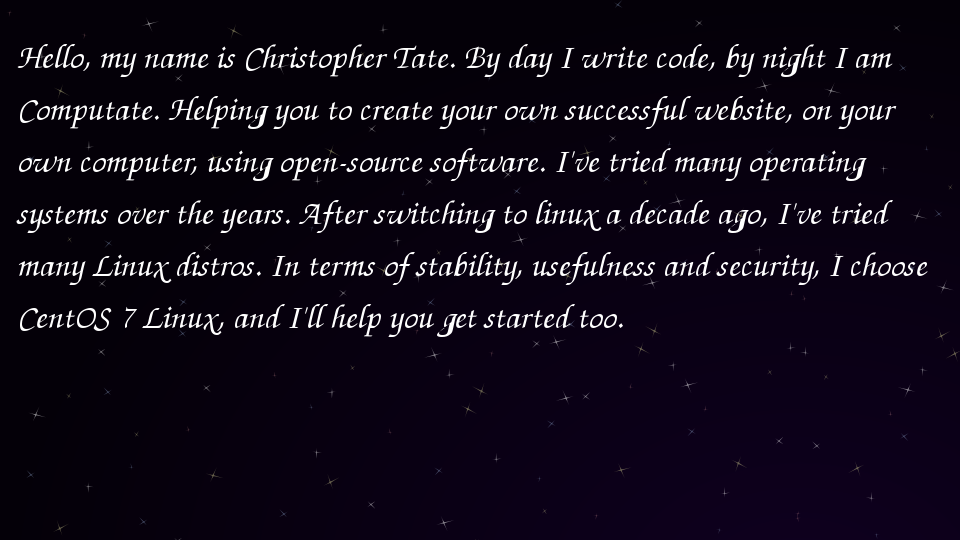 Hello, my name is Christopher Tate. By day I write code, by night I am
Computate. Helping you to create your own successful website, on your
own computer, using open-source software. I've tried many operating
systems over the years. After switching to linux a decade ago, I've tried
many Linux distros. In terms of stability, usefulness and security, I choose
CentOS 7 Linux, and I'll help you get started too.